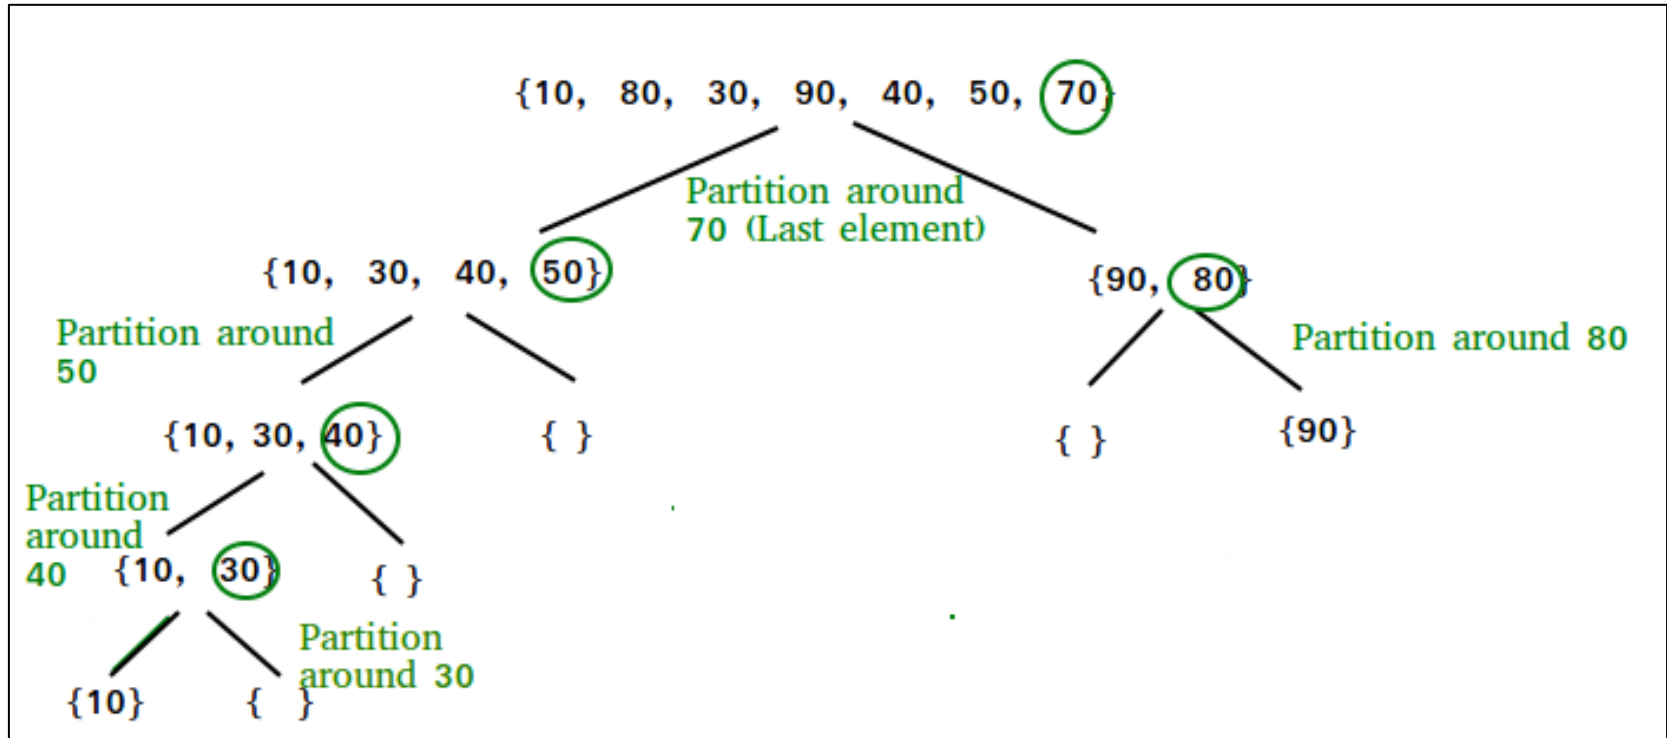 {10, 80, 30, 90, 40, 50, 70}
Partition around
70 (Last element)
{10, 30, 40, 50}
{90, 80}
Partition around
50
Partition around 80
{10, 30, 40}
{ }
{ }
{90}
Partition
around
40
{10, 30}
{ }
Partition
around 30
{10}
{ }